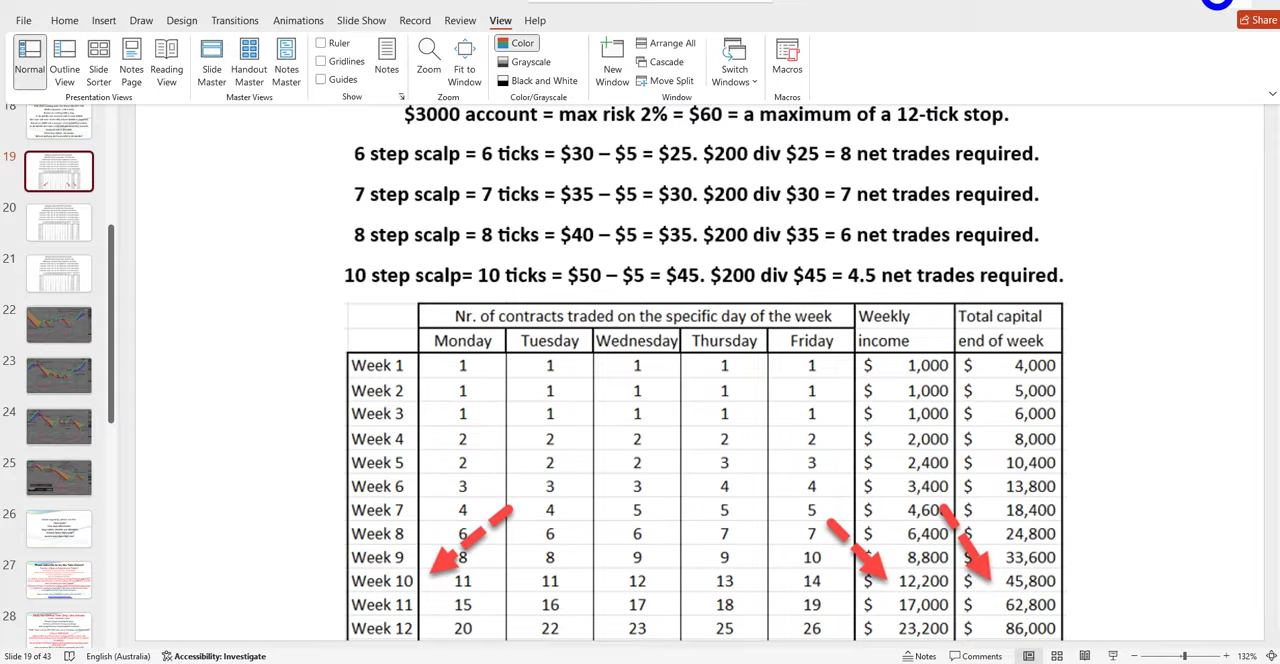 File Home Insert Draw Design Transitions Animations Slide Show Record Review View Help
Share
Normal Outline View Slide Sorter Notes Page Reading View
Presentation Views
Slide Master Handout Master Notes Master
Master Views
Ruler
Gridlines
Guides
Notes
Show
Zoom Fit to Window
Zoom
Color
Grayscale
Black and White
Color/Grayscale
New Window
Arrange All
Cascade
Move Split
Switch Windows
Window
Macros
Macros
18
19
20
21
22
23
24
25
26
27
28
$3000 account = max risk 2% = $60 = a maximum of a 12-tick stop.
6 step scalp = 6 ticks = $30 – $5 = $25. $200 div $25 = 8 net trades required.
7 step scalp = 7 ticks = $35 – $5 = $30. $200 div $30 = 7 net trades required.
8 step scalp = 8 ticks = $40 – $5 = $35. $200 div $35 = 6 net trades required.
10 step scalp= 10 ticks = $50 – $5 = $45. $200 div $45 = 4.5 net trades required.
Nr. of contracts traded on the specific day of the week Weekly Total capital
Monday Tuesday Wednesday Thursday Friday income end of week
Week 1 1 1 1 1 1 $ 1,000 $ 4,000
Week 2 1 1 1 1 1 $ 1,000 $ 5,000
Week 3 1 1 1 1 1 $ 1,000 $ 6,000
Week 4 2 2 2 2 2 $ 2,000 $ 8,000
Week 5 2 2 2 3 3 $ 2,400 $ 10,400
Week 6 3 3 3 4 4 $ 3,400 $ 13,800
Week 7 4 4 5 5 5 $ 4,600 $ 18,400
Week 8 6 6 6 7 7 $ 6,400 $ 24,800
Week 9 8 8 9 9 10 $ 8,800 $ 33,600
Week 10 11 11 12 13 14 $ 12,200 $ 45,800
Week 11 15 16 17 18 19 $ 17,000 $ 62,800
Week 12 20 22 23 25 26 $ 23,200 $ 86,000
Slide 19 of 43 English (Australia) Accessibility: Investigate Notes Comments 132%